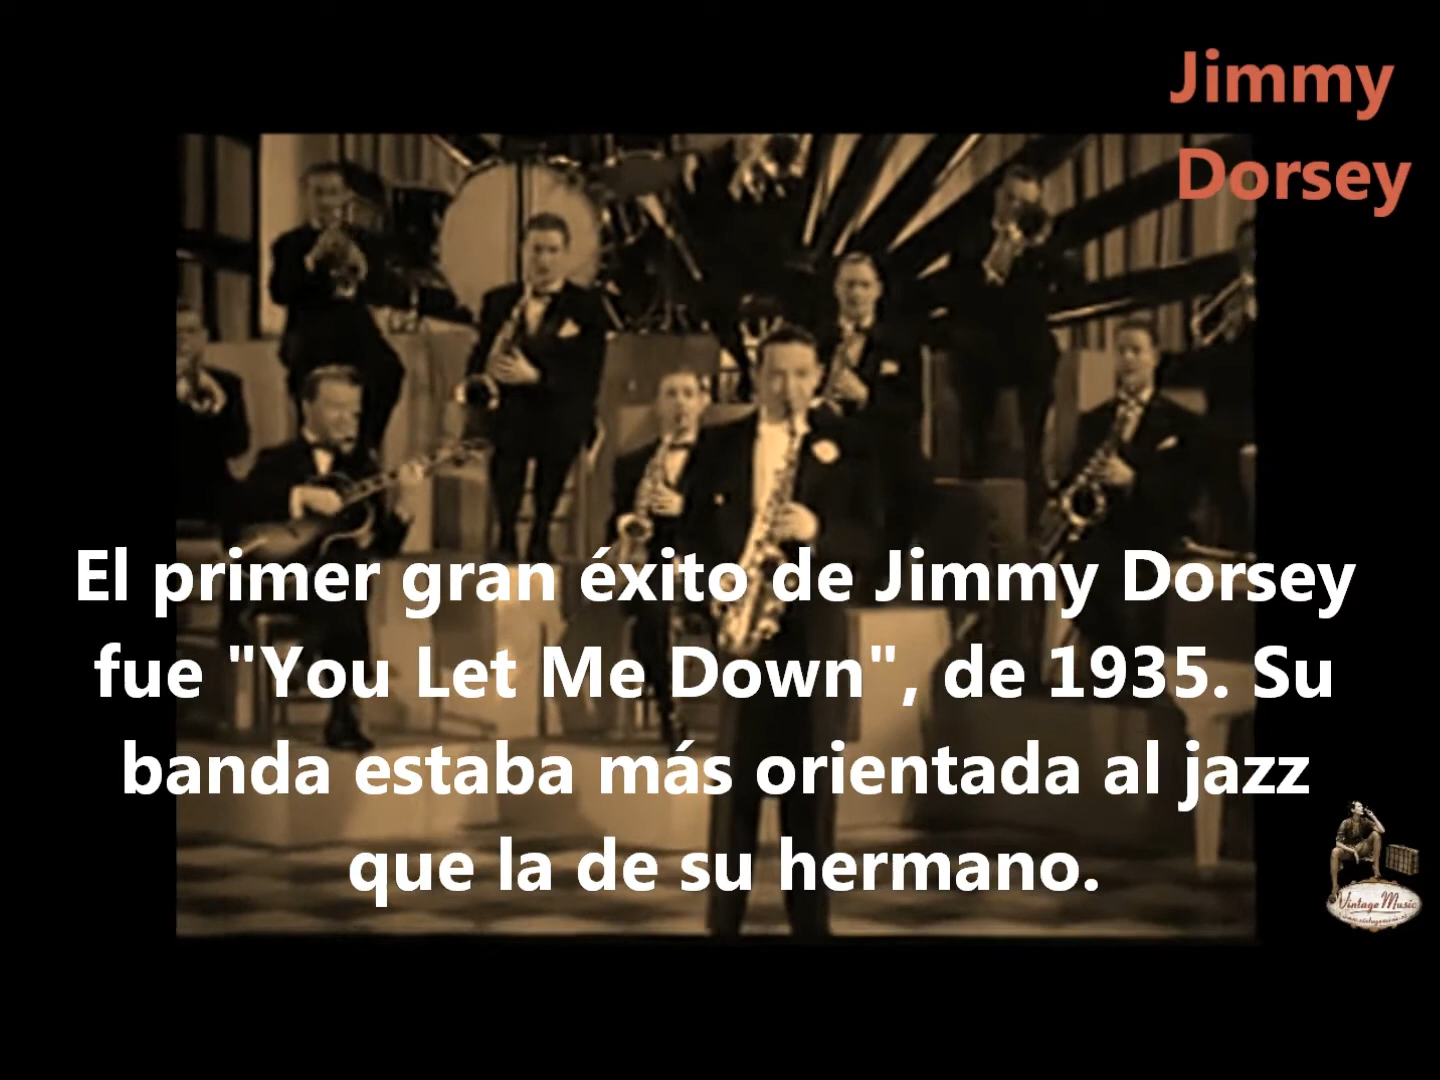 Jimmy
Dorsey
El primer gran éxito de Jimmy Dorsey
fue "You Let Me Down", de 1935. Su
banda estaba más orientada al jazz
que la de su hermano.
Vintage Music